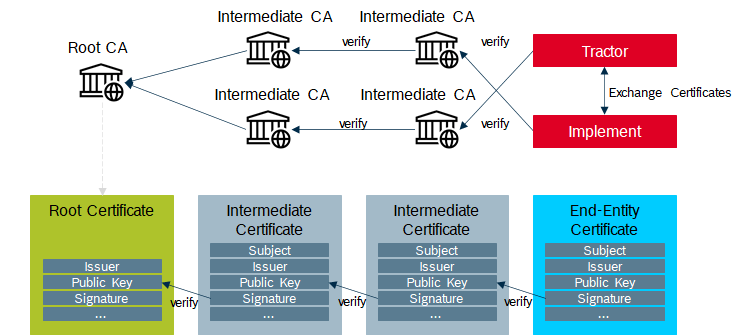 Intermediate CA
Intermediate CA
Root CA
verify
verify
Tractor
Intermediate CA
Intermediate CA
Exchange Certificates
verify
verify
Implement
Root Certificate
Issuer
Public Key
Signature
...
verify
Intermediate
Certificate
Subject
Issuer
Public Key
Signature
...
verify
Intermediate
Certificate
Subject
Issuer
Public Key
Signature
...
verify
End-Entity
Certificate
Subject
Issuer
Public Key
Signature
...